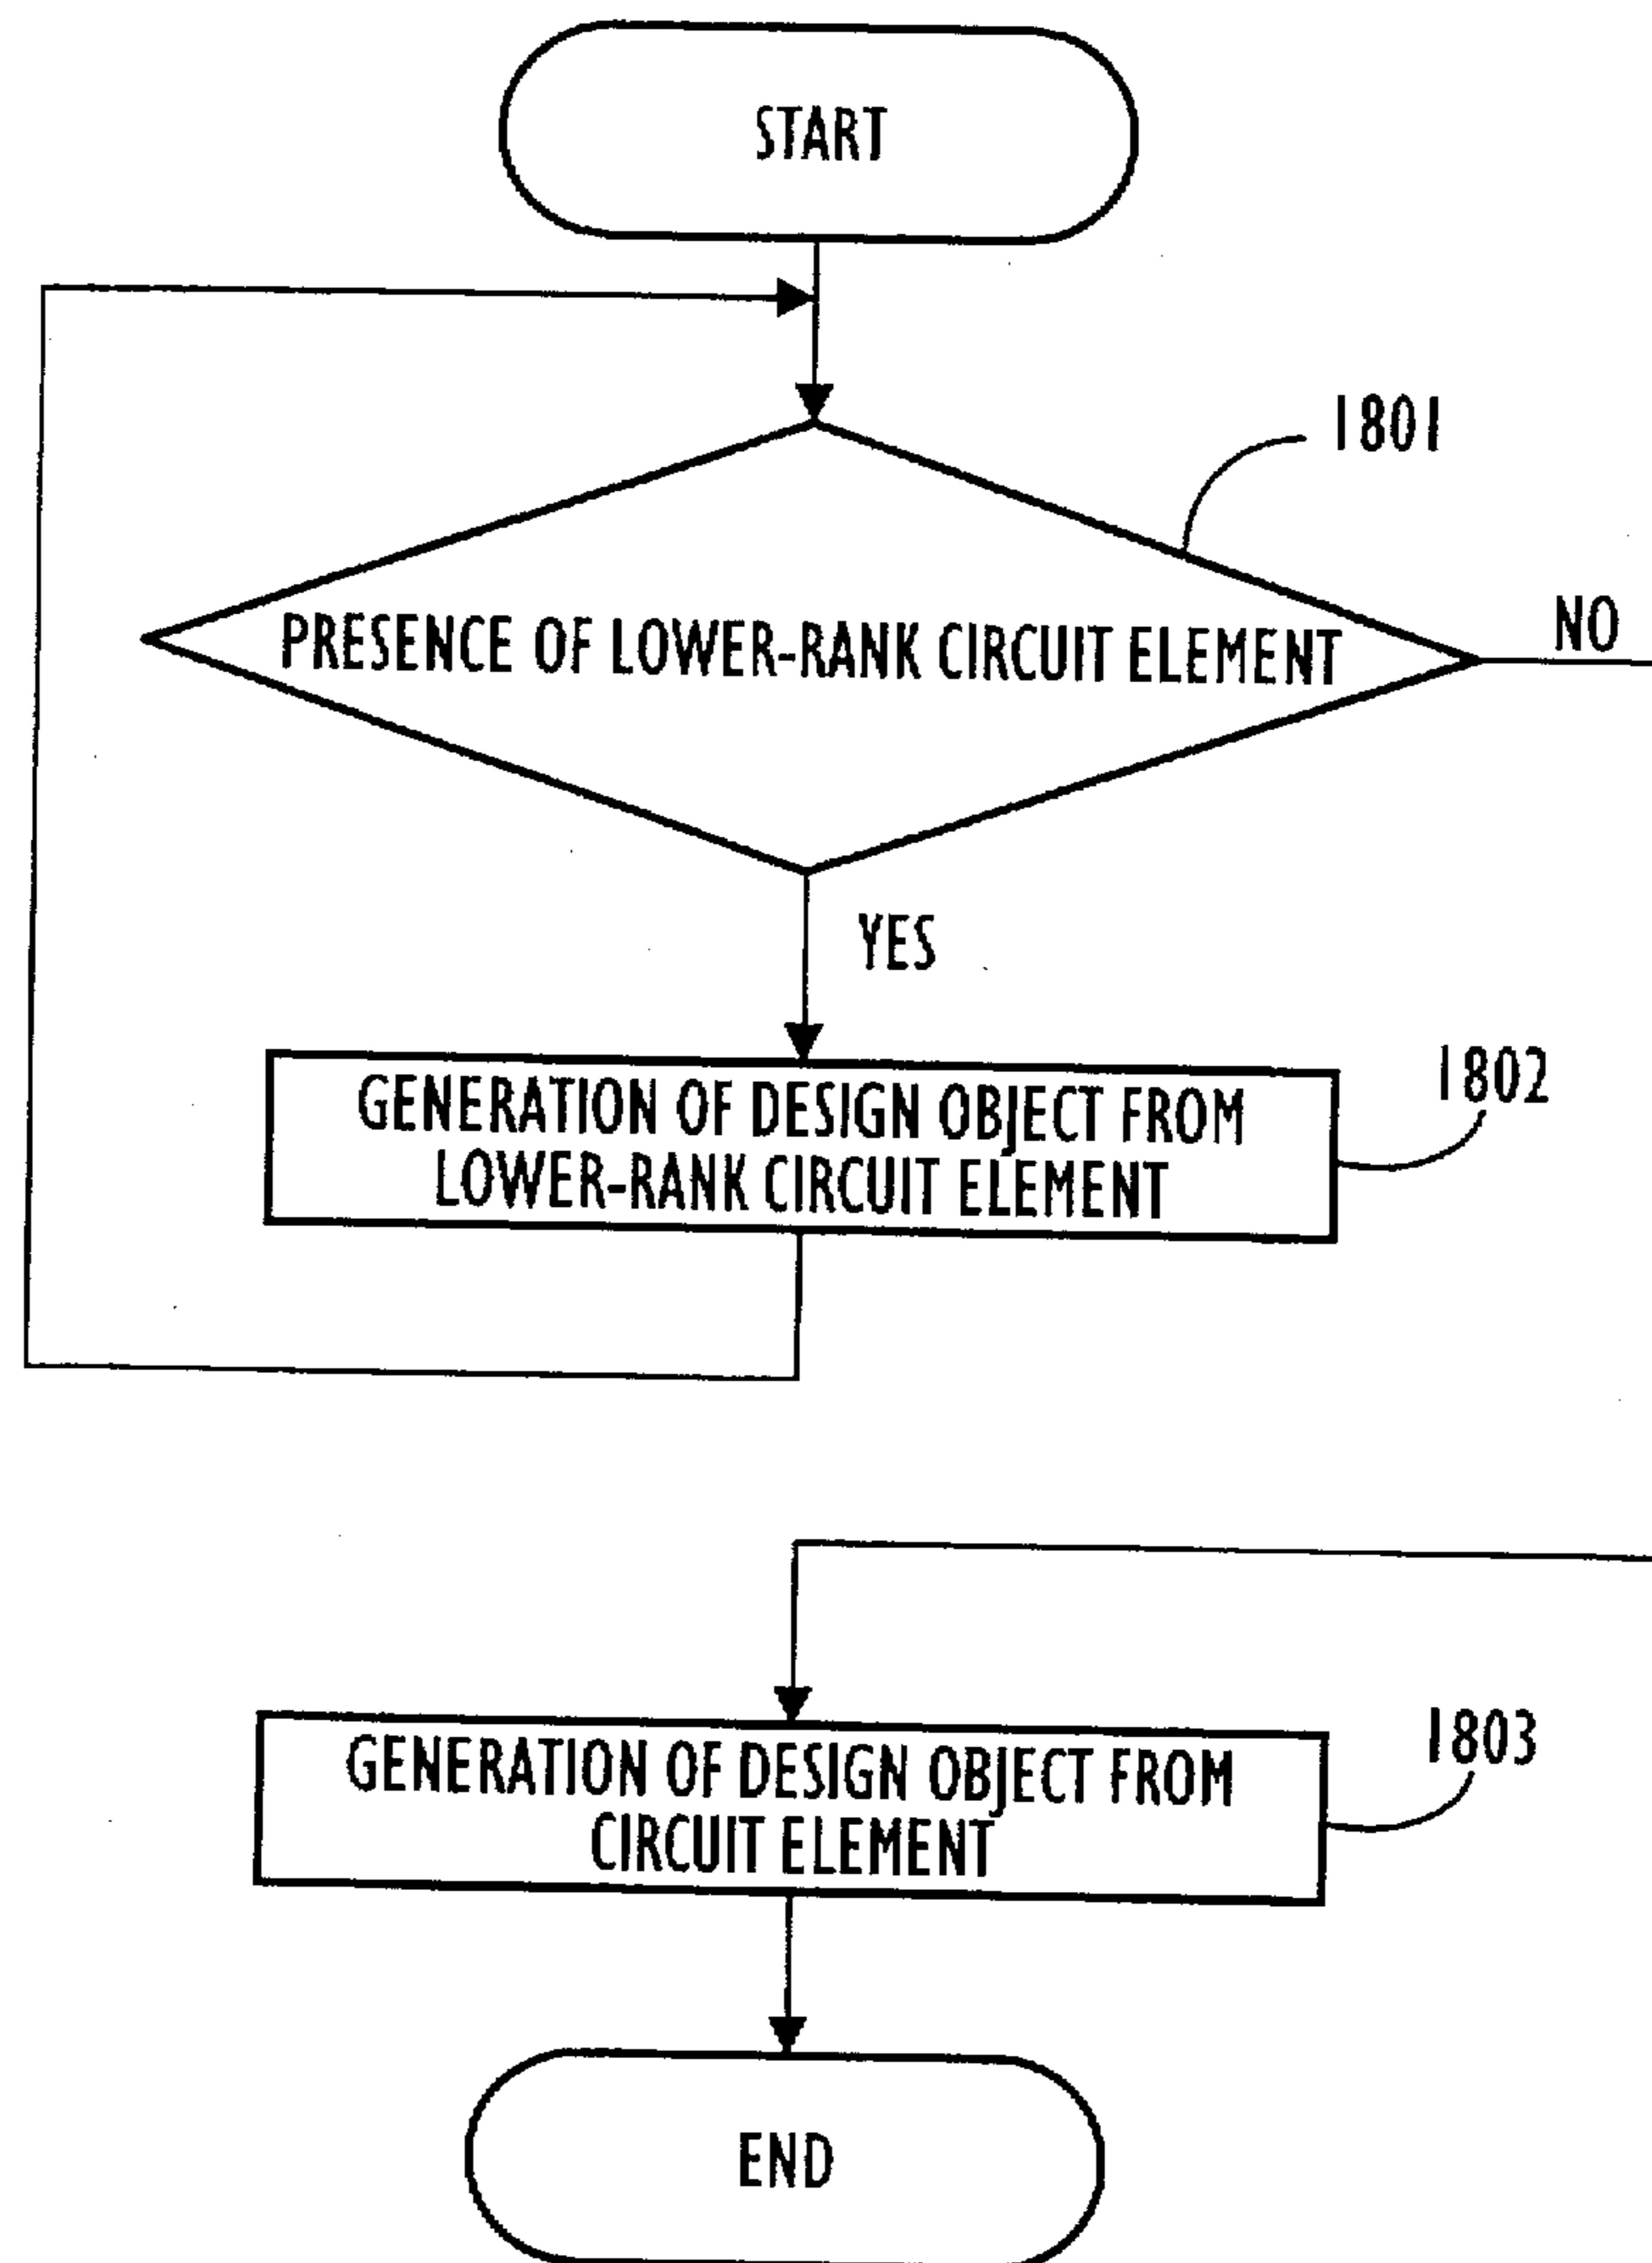 START
1801
PRESENCE OF LOWER-RANK CIRCUIT ELEMENT
NO
YES
1802
GENERATION OF DESIGN OBJECT FROM
LOWER-RANK CIRCUIT ELEMENT
1803
GENERATION OF DESIGN OBJECT FROM
CIRCUIT ELEMENT
END